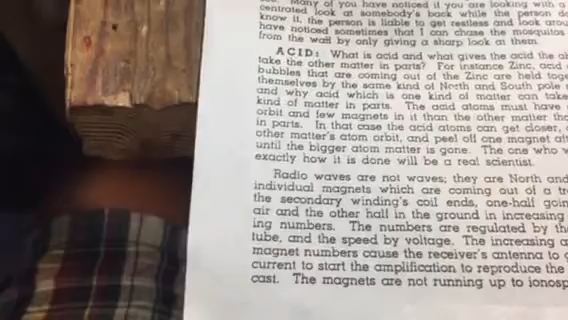 Many of you have noticed if you are looking with a
centrated look at somebody's back while the person
know it, the person is liable to get restless and look
have noticed sometimes that I can chase the mosquitos
from the wall by only giving a sharp look at them.
ACID: What is acid and what gives the acid the
take the other matter in parts? For instance Zinc, acid
bubbles that are coming out of the Zinc are held
themselves by the same kind of North and South pole
and why acid which is one kind of matter can take
kind of matter in parts. The acid atoms must have
orbit and few magnets in it than the other matter
in parts. In that case the acid atoms can get closer,
other matter's atom orbit, and peel off one magnet
until the bigger atom matter is gone. The one who
exactly how it is done will be a real scientist.
Radio waves are not waves; they are North and
individual magnets which are coming out of a
the secondary winding's coil ends, one-half
air and the other half in the ground in increasing
ing numbers. The numbers are regulated by
tube, and the speed by voltage. The increasing
magnet numbers cause the receiver's antenna to
current to start the amplification to reproduce the
cast. The magnets are not running up to